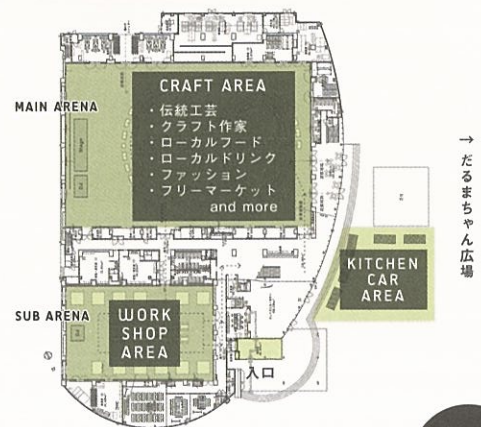 MAIN ARENA
CRAFT AREA
・伝統工芸
・クラフト作家
・ローカルフード
・ローカルドリンク
・ファッション
・フリーマーケット
and more
Stage
DJ
→ だるまちゃん広場
KITCHEN
CAR
AREA
SUB ARENA
WORK
SHOP
AREA
入口